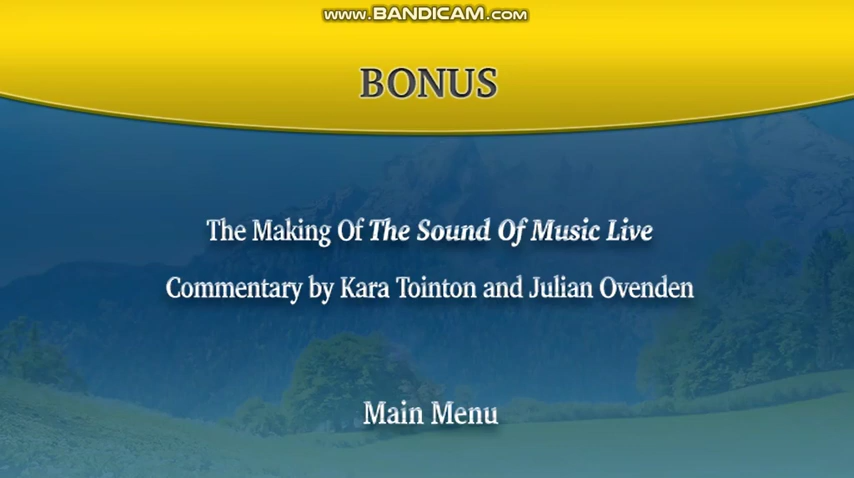 www.BANDICAM.com
BONUS
The Making Of The Sound Of Music Live
Commentary by Kara Tointon and Julian Ovenden
Main Menu